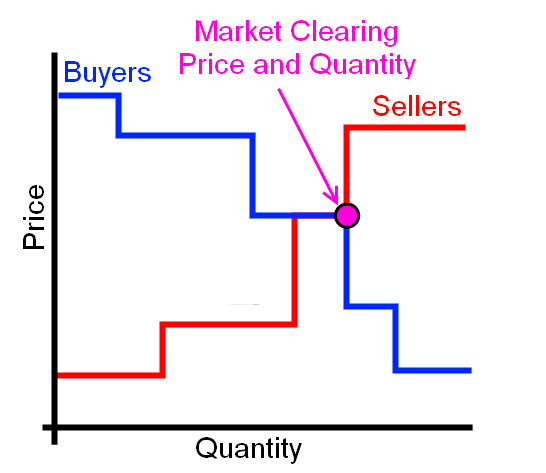 Market Clearing
Price and Quantity
Buyers
Sellers
Price
Quantity